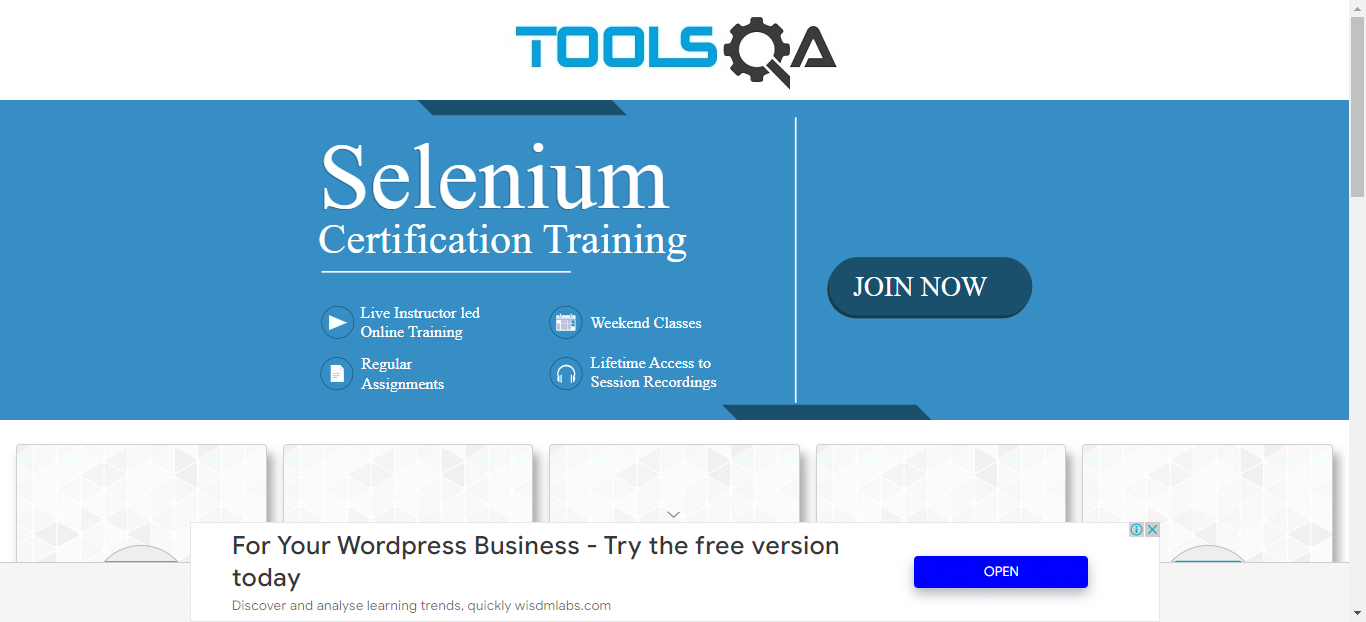 TOOLSQA
Selenium
Certification Training
Live Instructor led
Online Training
Weekend Classes
Regular
Assignments
Lifetime Access to
Session Recordings
JOIN NOW
For Your Wordpress Business - Try the free version
today
Discover and analyse learning trends, quickly wisdmlabs.com
OPEN